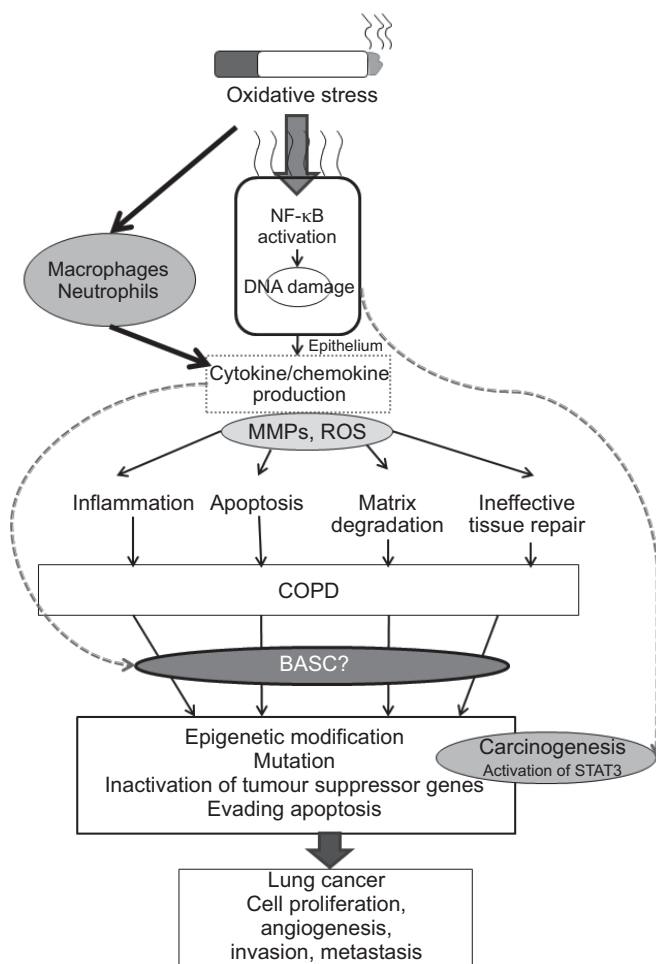 Oxidative stress
NF-κB
activation
DNA damage
Macrophages
Neutrophils
Epithelium
Cytokine/chemokine
production
MMPs, ROS
Inflammation
Apoptosis
Matrix
degradation
Ineffective
tissue repair
COPD
BASC?
Epigenetic modification
Mutation
Inactivation of tumour suppressor genes
Evading apoptosis
Carcinogenesis
Activation of STAT3
Lung cancer
Cell proliferation,
angiogenesis,
invasion, metastasis